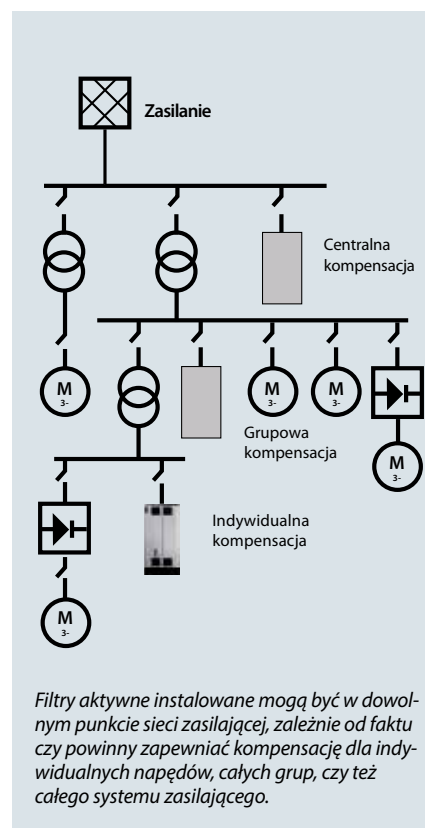 Zasilanie
Centralna
kompensacja
M
3-
M
3-
M
3-
Grupowa
kompensacja
M
3-
Indywidualna
kompensacja
M
3-
Filtry aktywne instalowane mogą być w dowol-
nym punkcie sieci zasilającej, zależnie od faktu
czy powinny zapewniać kompensację dla indy-
widualnych napędów, całych grup, czy też
całego systemu zasilającego.